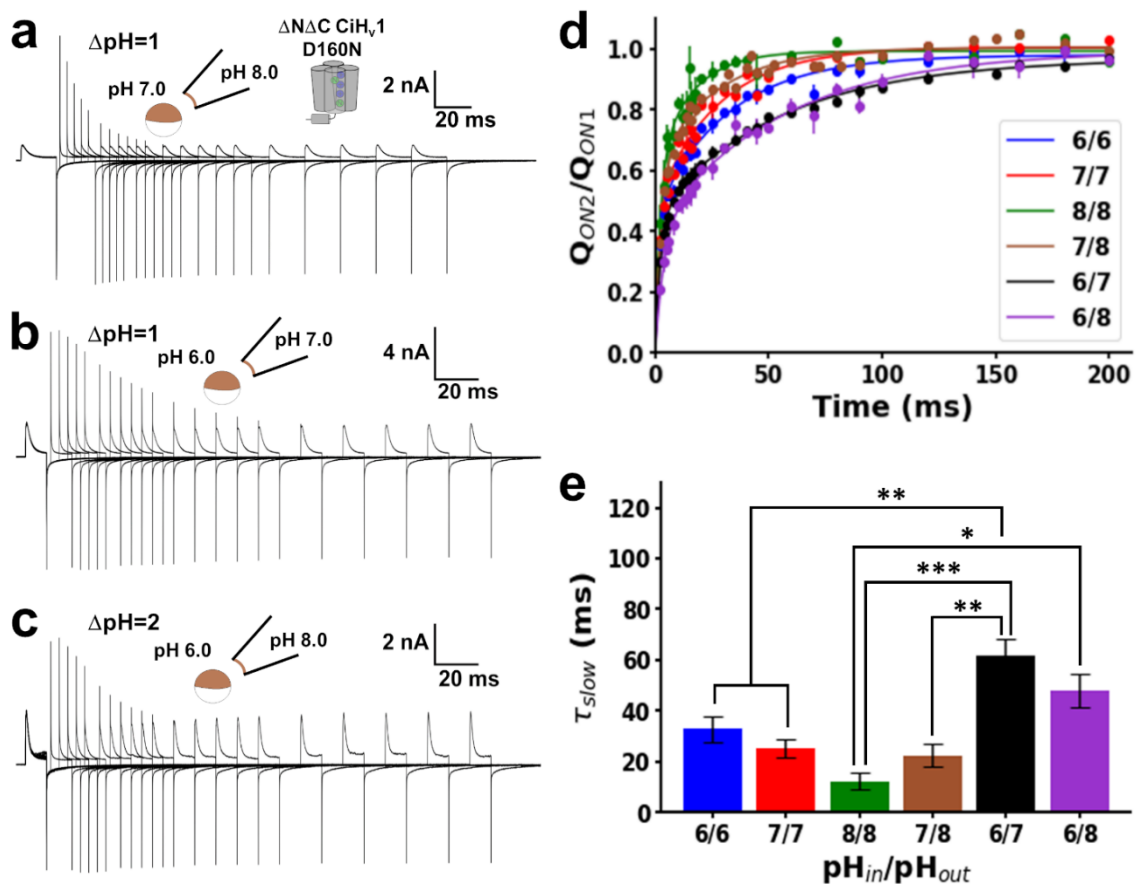 a
ΔpH=1
pH 7.0
pH 8.0
ΔNΔC CiHv1
D160N
2 nA
20 ms
b
ΔpH=1
pH 6.0
pH 7.0
4 nA
20 ms
c
ΔpH=2
pH 6.0
pH 8.0
2 nA
20 ms
d
QON2/QON1
1.0
0.8
0.6
0.4
0.2
0.0
0
50
100
150
200
Time (ms)
6/6
7/7
8/8
7/8
6/7
6/8
e
τslow (ms)
120
100
80
60
40
20
0
**
*
***
**
6/6
7/7
8/8
7/8
6/7
6/8
pHin/pHout